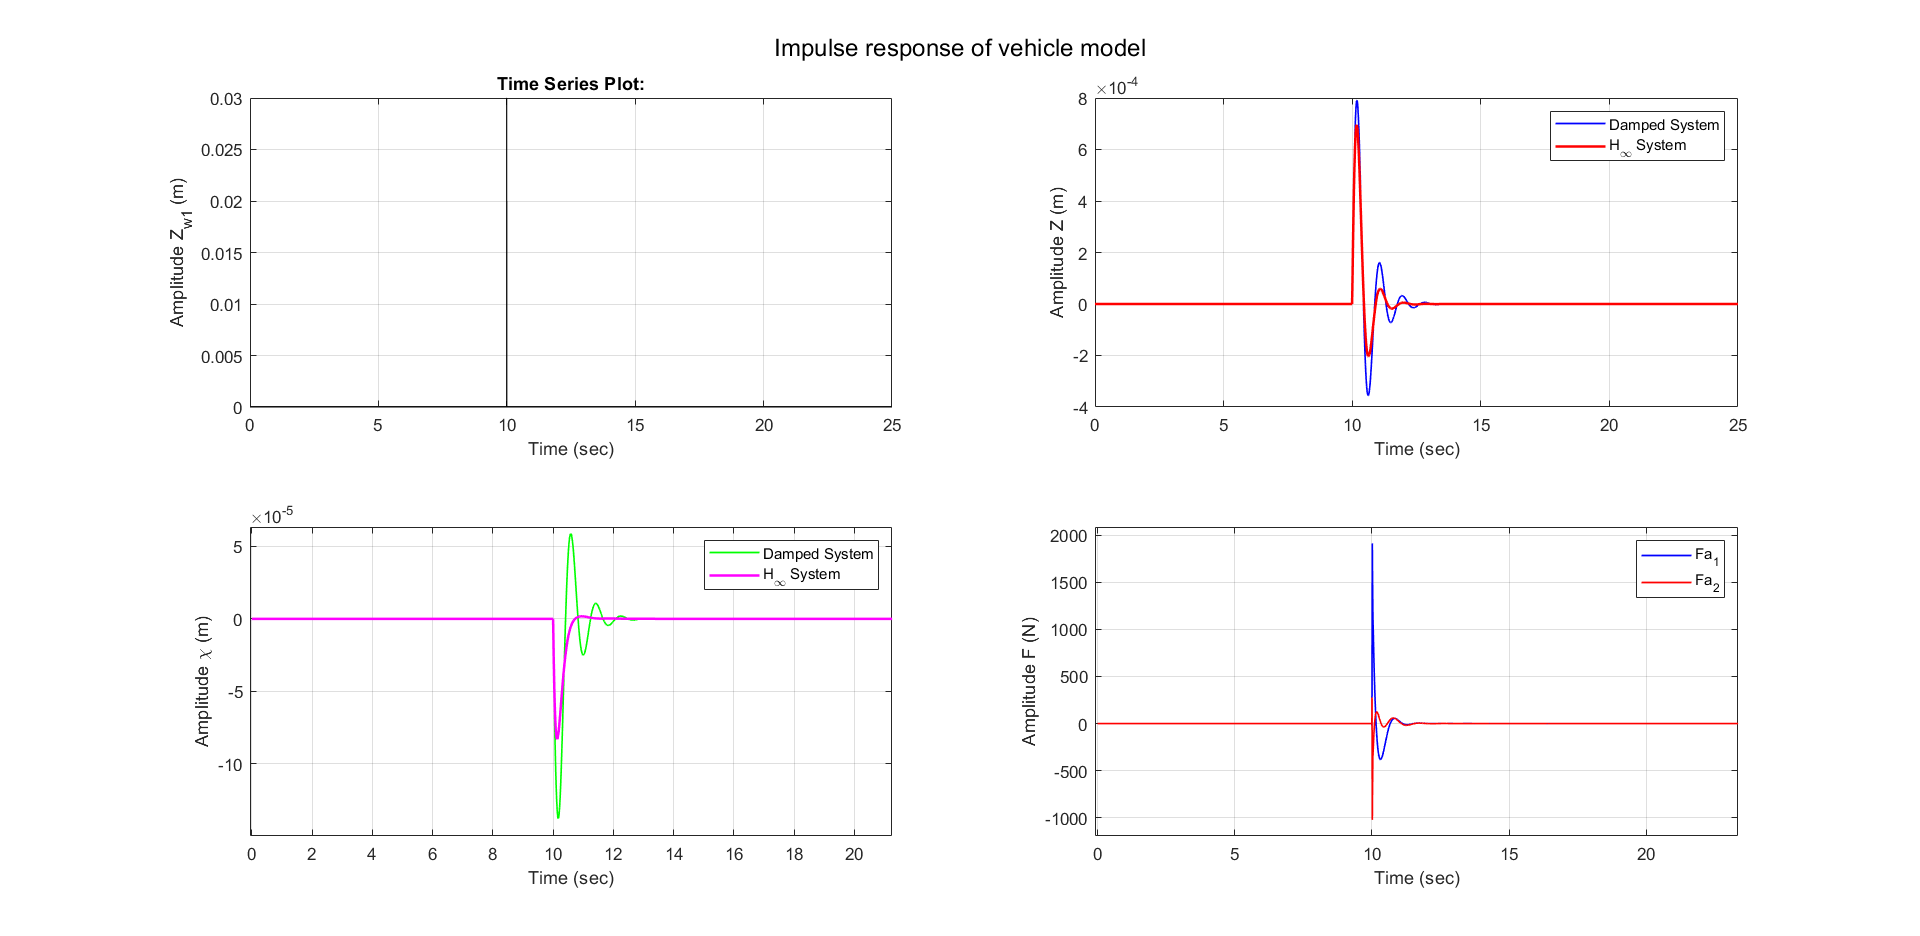 Impulse response of vehicle model
Time Series Plot:
0.03
0.025
0.02
0.015
0.01
0.005
0
Amplitude Z_w1 (m)
0 5 10 15 20 25
Time (sec)
×10^-4
8
6
4
2
0
-2
-4
Amplitude Z (m)
Damped System
H_∞ System
0 5 10 15 20 25
Time (sec)
×10^-5
5
0
-5
-10
Amplitude χ (m)
Damped System
H_∞ System
0 2 4 6 8 10 12 14 16 18 20
Time (sec)
2000
1500
1000
500
0
-500
-1000
Amplitude F (N)
Fa_1
Fa_2
0 5 10 15 20
Time (sec)